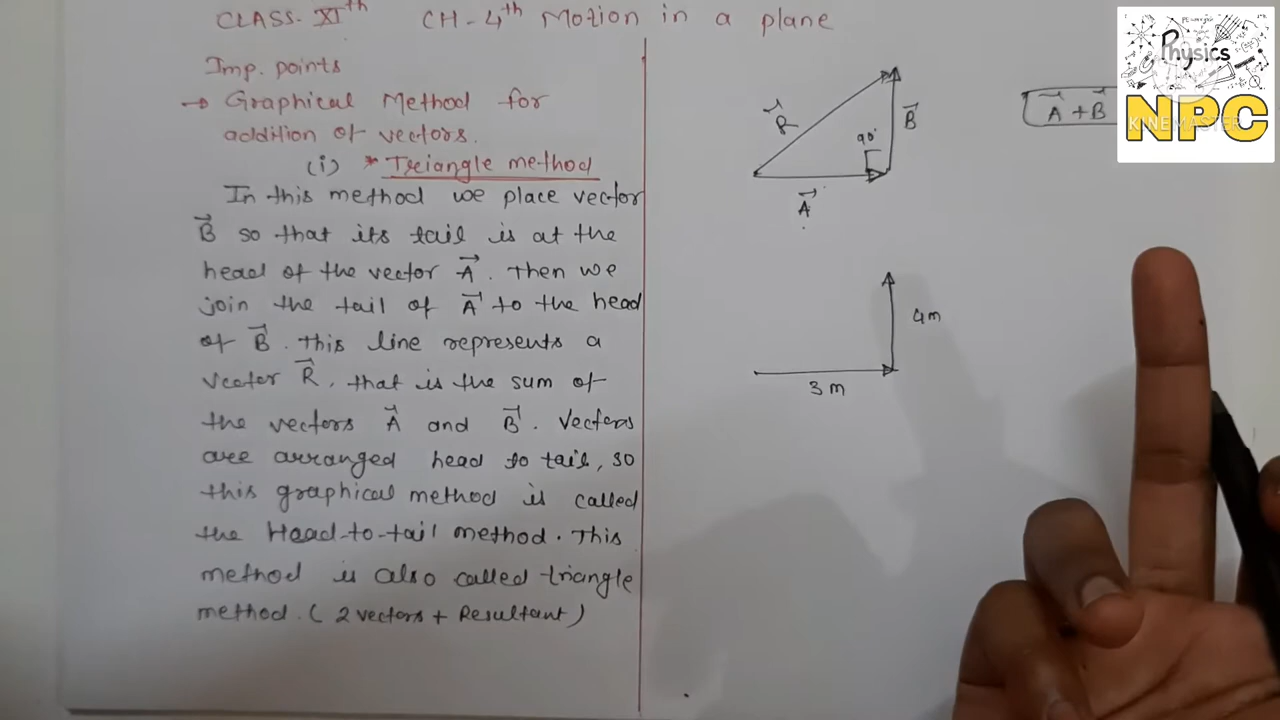 CLASS-XIth CH-4th Motion in a plane
Imp. points
→ Graphical Method for
addition of vectors.
(i) * Triangle method
In this method we place vector
B⃗ so that its tail is at the
head of the vector A⃗. Then we
join the tail of A⃗ to the head
of B⃗. This line represents a
vector R⃗, that is the sum of
the vectors A⃗ and B⃗. Vectors
are arranged head to tail, so
this graphical method is called
the Head-to-tail method. This
method is also called triangle
method. (2 vectors + Resultant)
R⃗
B⃗
90°
A⃗
4m
3m
A⃗ + B⃗
Physics
NPC
KINEMASTER